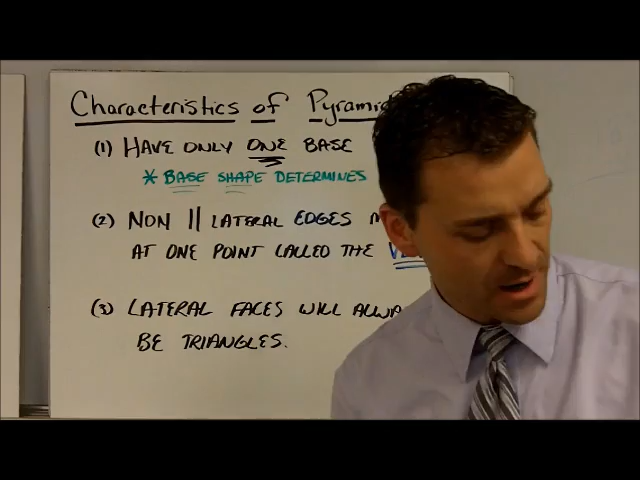 Characteristics of Pyrami
(1) HAVE ONLY ONE BASE
* BASE SHAPE DETERMINES
(2) NON || LATERAL EDGES
AT ONE POINT CALLED THE
(3) LATERAL FACES WILL ALWA
BE TRIANGLES.